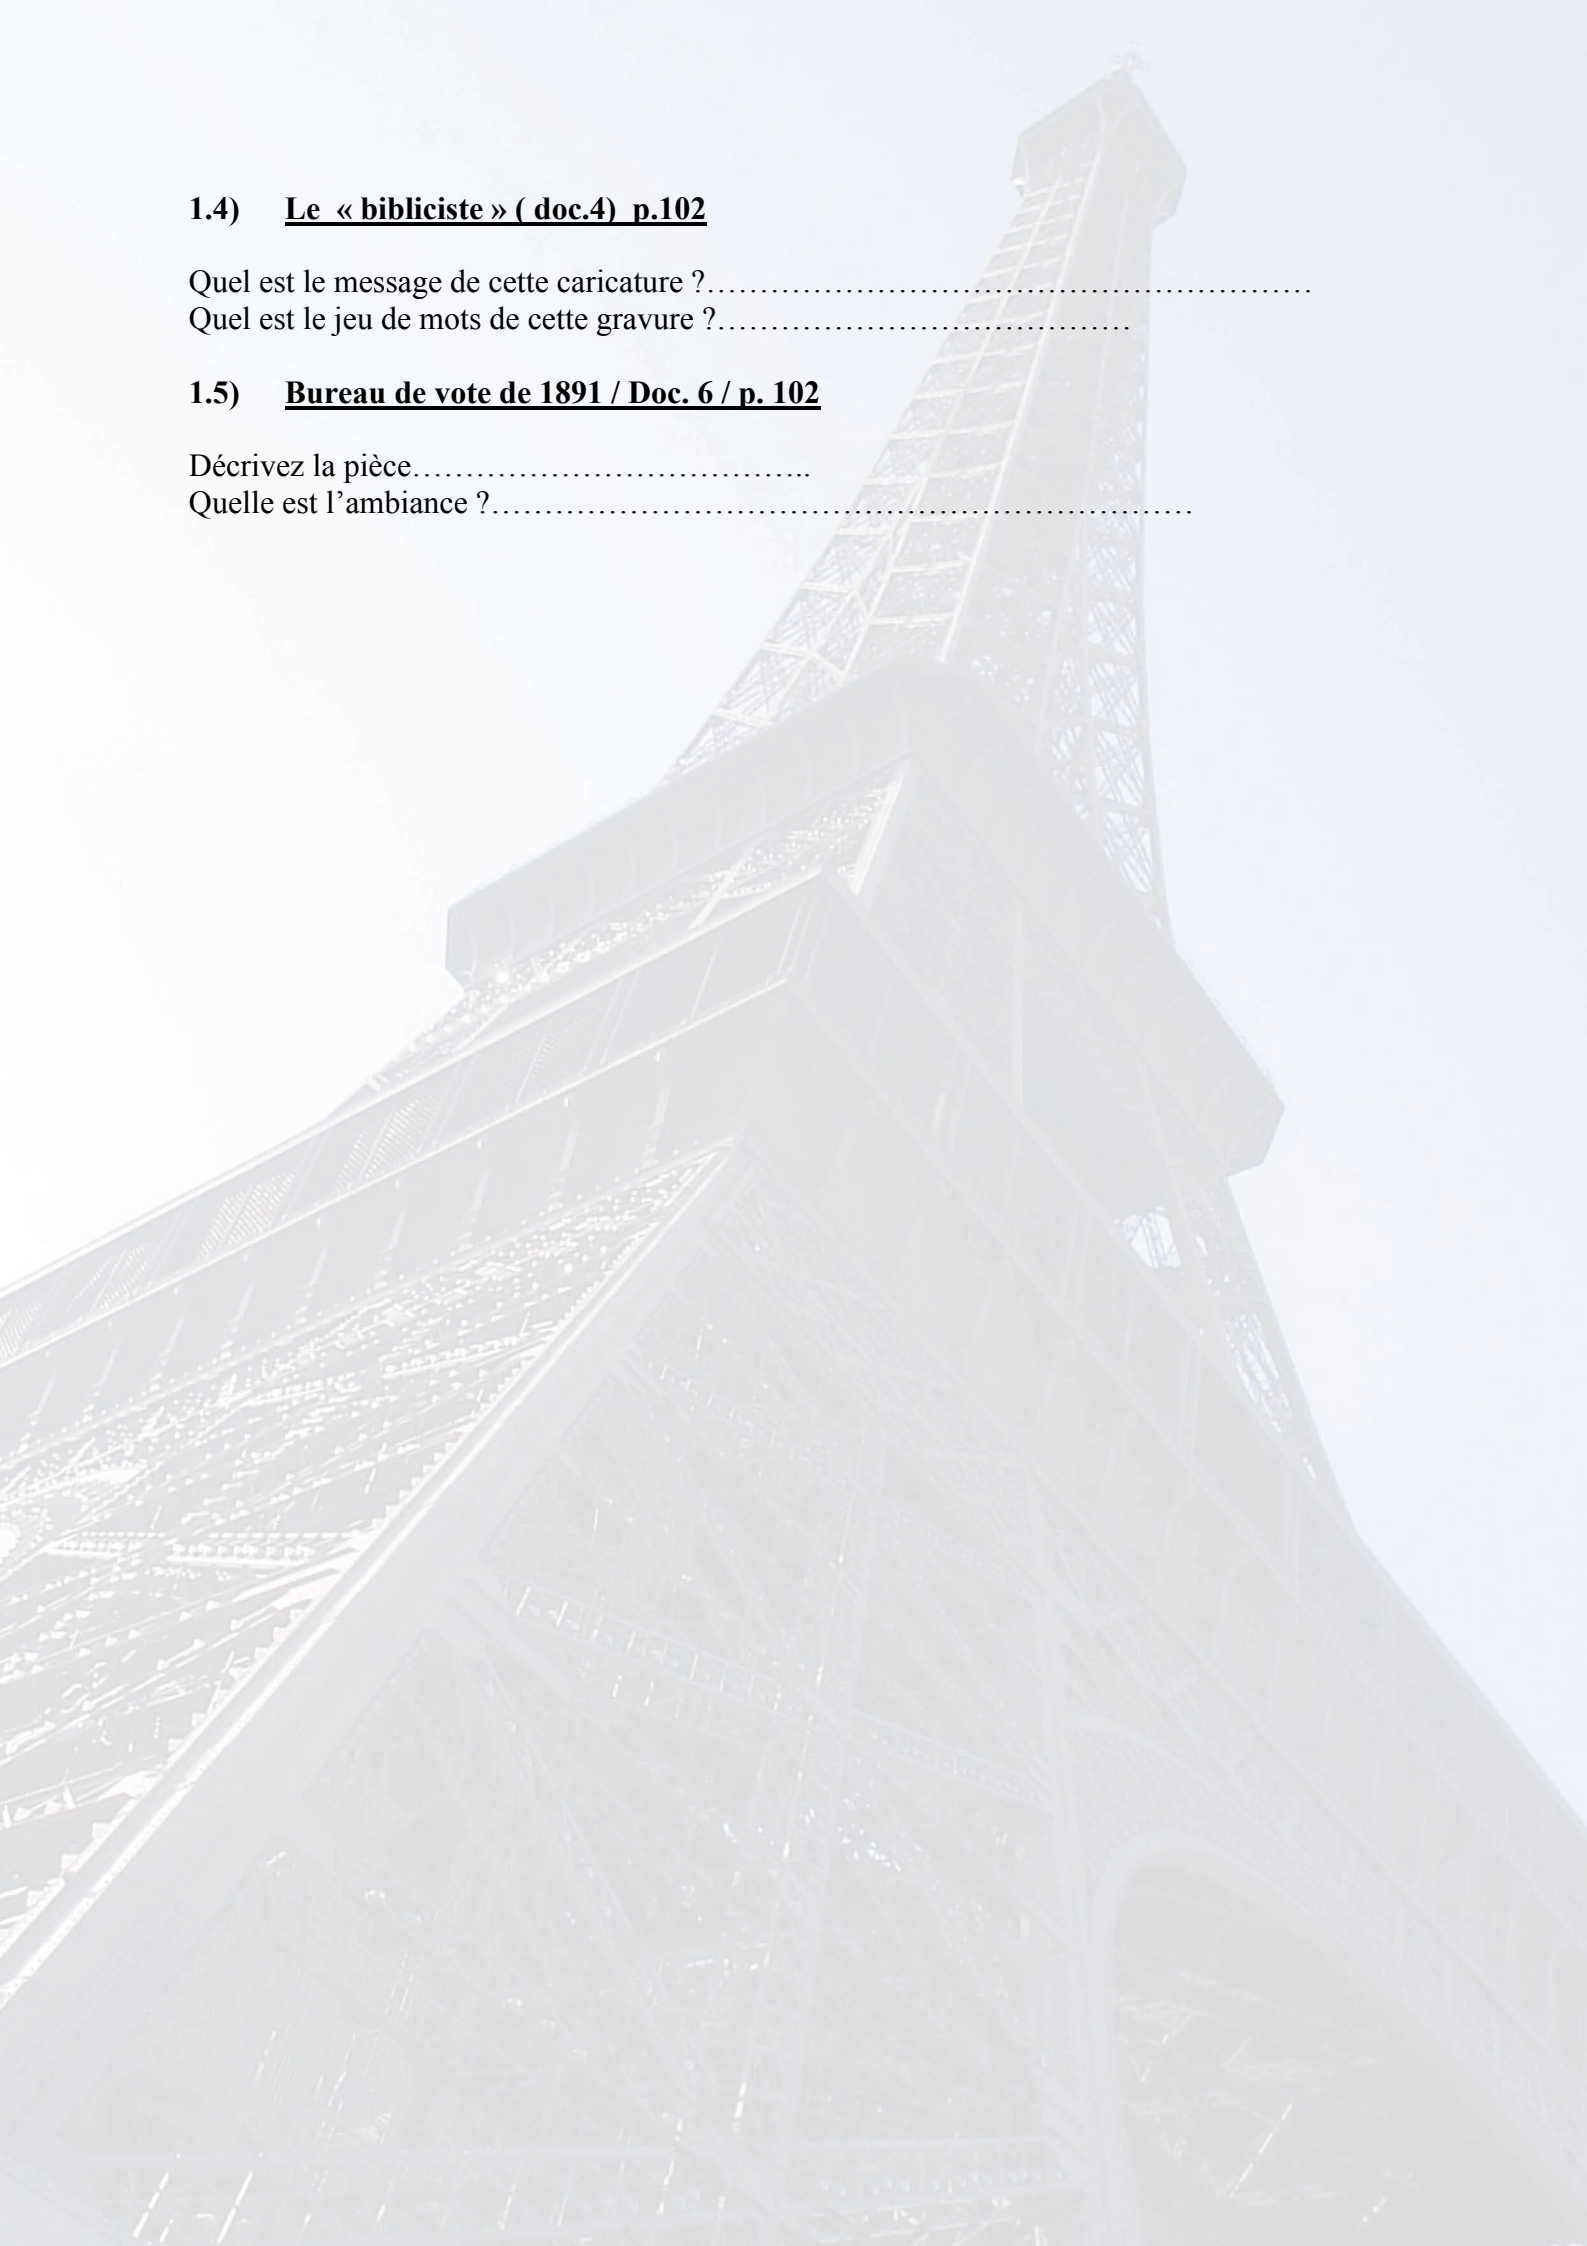 1.4) Le « bibliciste » ( doc.4) p.102
Quel est le message de cette caricature ?…………………………………………………
Quel est le jeu de mots de cette gravure ?…………………………………
1.5) Bureau de vote de 1891 / Doc. 6 / p. 102
Décrivez la pièce………………………………..
Quelle est l’ambiance ?…………………………………………………………